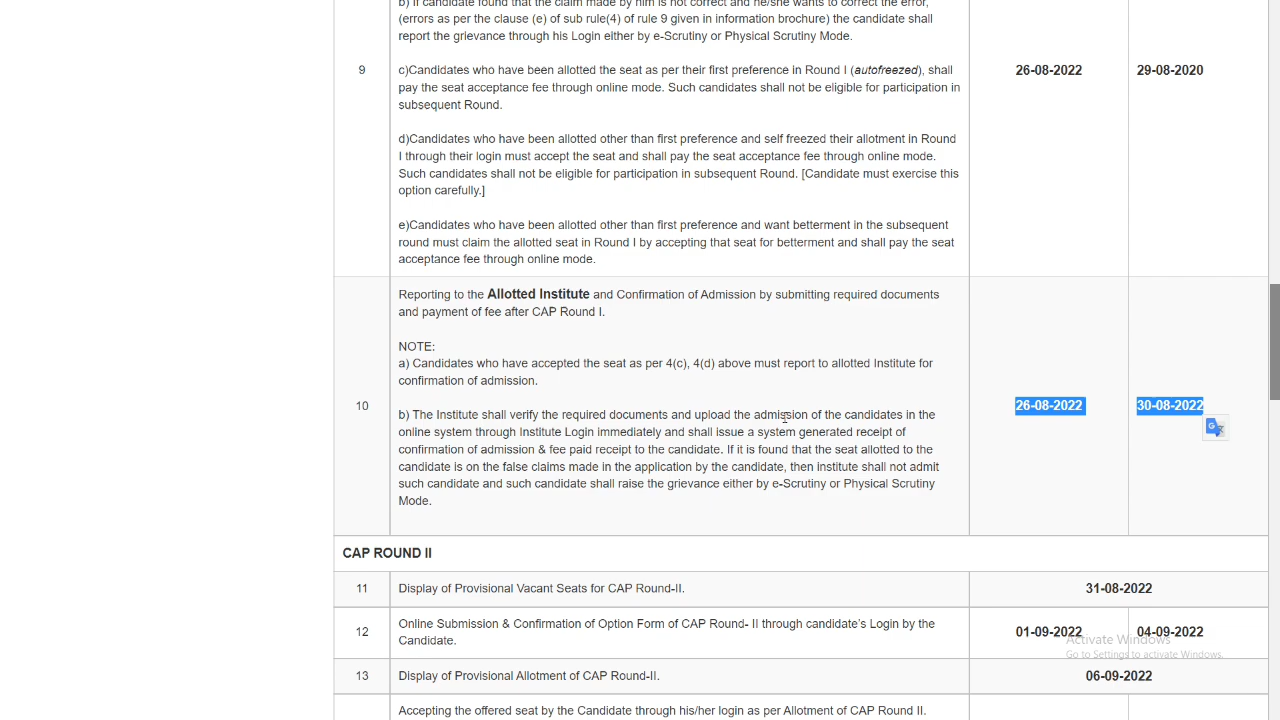 b) If candidate found that the claim made by him is not correct and he/she wants to correct the error,
(errors as per the clause (e) of sub rule(4) of rule 9 given in information brochure) the candidate shall
report the grievance through his Login either by e-Scrutiny or Physical Scrutiny Mode.
9
c)Candidates who have been allotted the seat as per their first preference in Round I (autofreezed), shall
pay the seat acceptance fee through online mode. Such candidates shall not be eligible for participation in
subsequent Round.
26-08-2022
29-08-2020
d)Candidates who have been allotted other than first preference and self freezed their allotment in Round
I through their login must accept the seat and shall pay the seat acceptance fee through online mode.
Such candidates shall not be eligible for participation in subsequent Round. [Candidate must exercise this
option carefully.]
e)Candidates who have been allotted other than first preference and want betterment in the subsequent
round must claim the allotted seat in Round I by accepting that seat for betterment and shall pay the seat
acceptance fee through online mode.
Reporting to the Allotted Institute and Confirmation of Admission by submitting required documents
and payment of fee after CAP Round I.
NOTE:
a) Candidates who have accepted the seat as per 4(c), 4(d) above must report to allotted Institute for
confirmation of admission.
10
b) The Institute shall verify the required documents and upload the admission of the candidates in the
online system through Institute Login immediately and shall issue a system generated receipt of
confirmation of admission & fee paid receipt to the candidate. If it is found that the seat allotted to the
candidate is on the false claims made in the application by the candidate, then institute shall not admit
such candidate and such candidate shall raise the grievance either by e-Scrutiny or Physical Scrutiny
Mode.
26-08-2022
30-08-2022
CAP ROUND II
11
Display of Provisional Vacant Seats for CAP Round-II.
31-08-2022
12
Online Submission & Confirmation of Option Form of CAP Round- II through candidate's Login by the
Candidate.
01-09-2022
04-09-2022
Activate Windows
Go to Settings to activate Windows.
13
Display of Provisional Allotment of CAP Round-II.
06-09-2022
Accepting the offered seat by the Candidate through his/her login as per Allotment of CAP Round II.